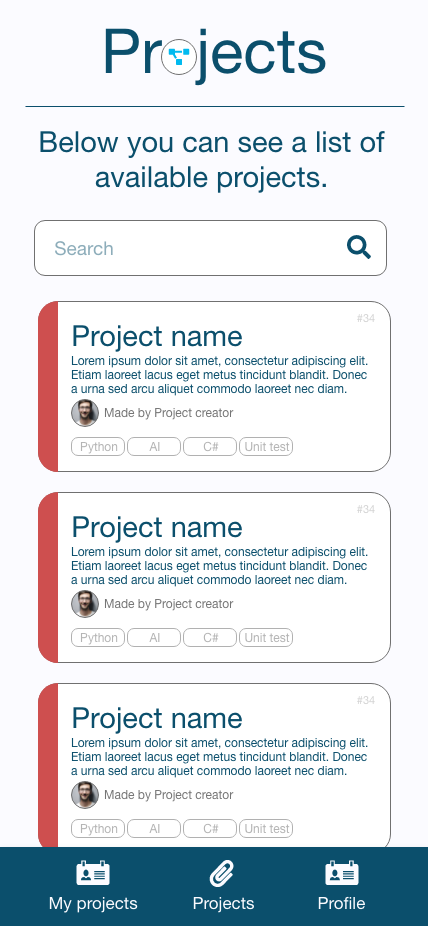 Projects
Below you can see a list of
available projects.
Search
#34
Project name
Lorem ipsum dolor sit amet, consectetur adipiscing elit.
Etiam laoreet lacus eget metus tincidunt blandit. Donec
a urna sed arcu aliquet commodo laoreet nec diam.
Made by Project creator
Python AI C# Unit test
#34
Project name
Lorem ipsum dolor sit amet, consectetur adipiscing elit.
Etiam laoreet lacus eget metus tincidunt blandit. Donec
a urna sed arcu aliquet commodo laoreet nec diam.
Made by Project creator
Python AI C# Unit test
#34
Project name
Lorem ipsum dolor sit amet, consectetur adipiscing elit.
Etiam laoreet lacus eget metus tincidunt blandit. Donec
a urna sed arcu aliquet commodo laoreet nec diam.
Made by Project creator
Python AI C# Unit test
My projects Projects Profile